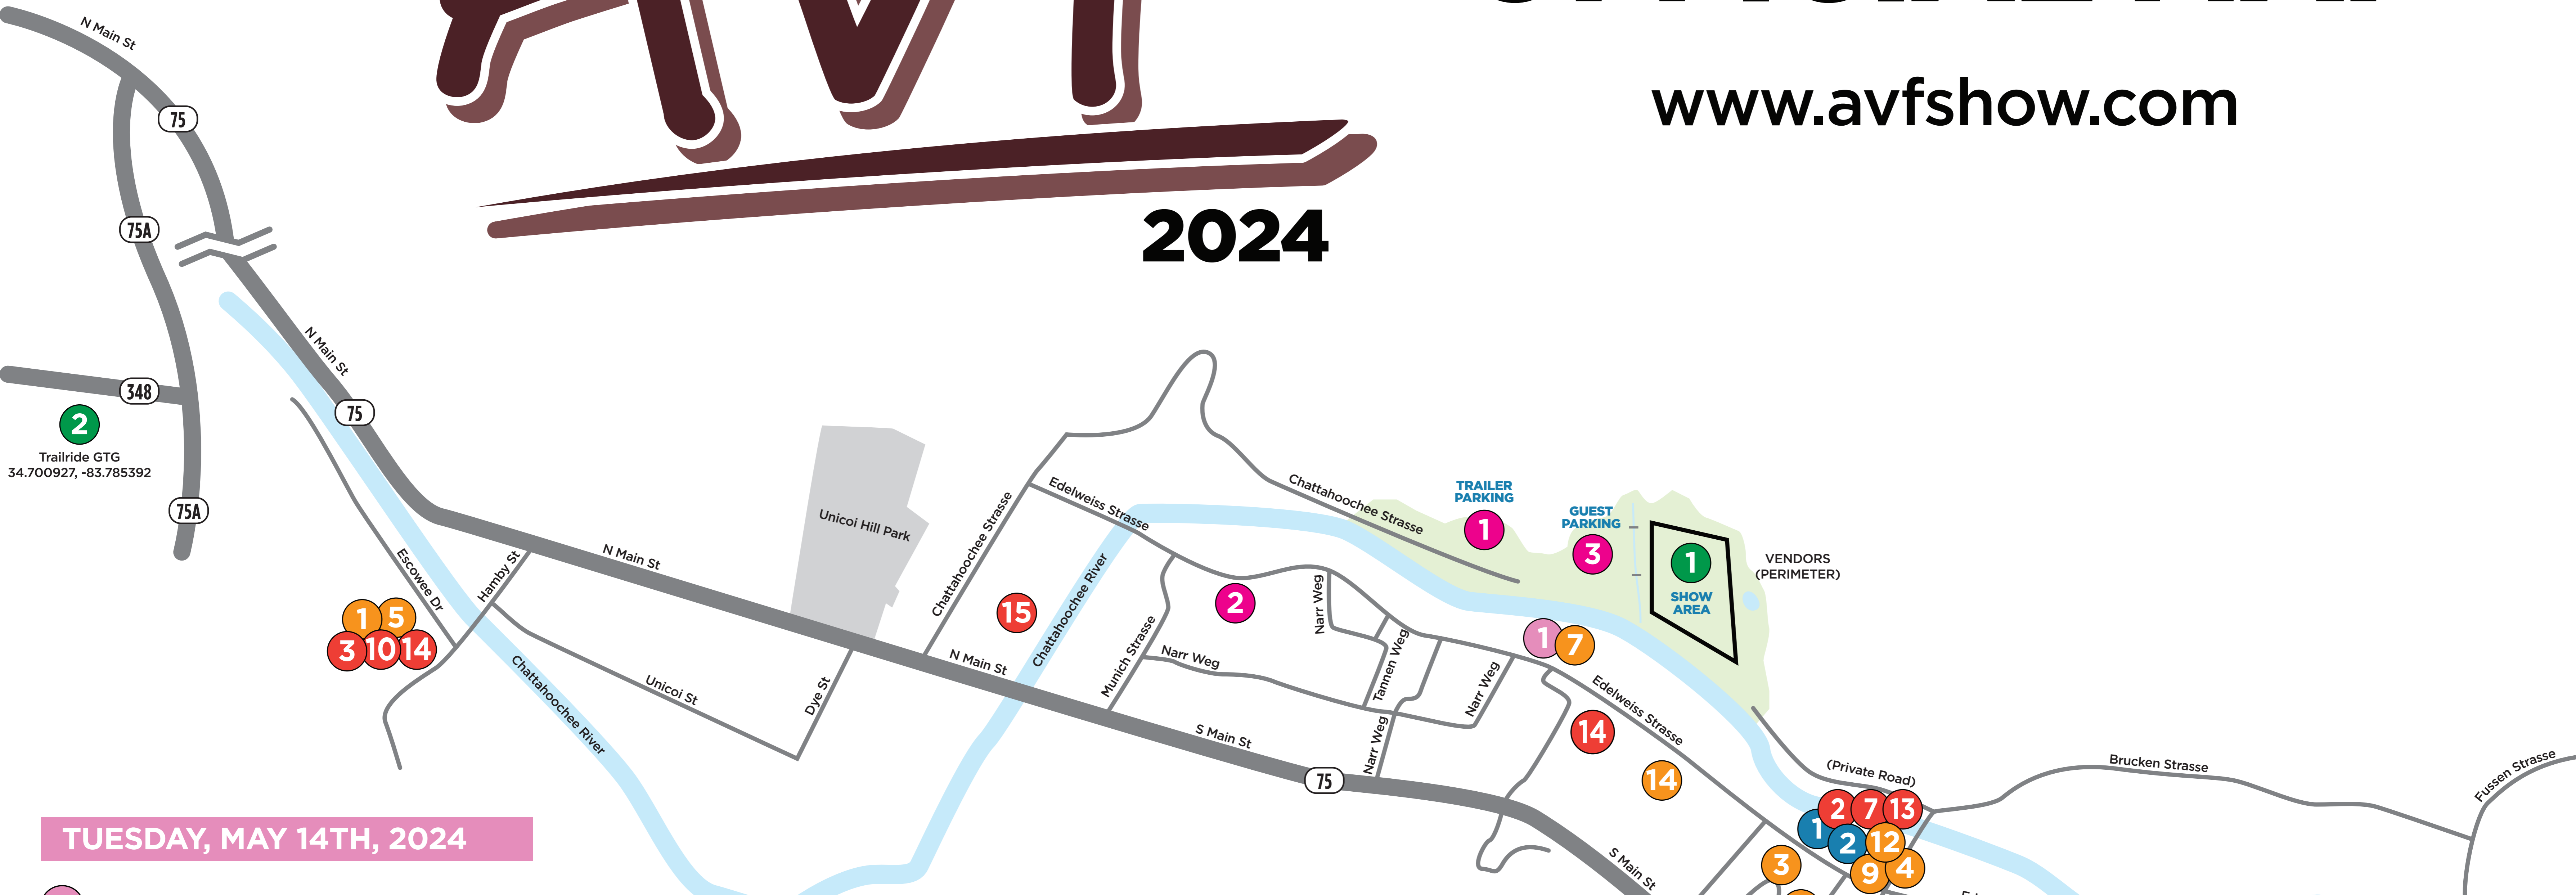 AVF
2024
www.avfshow.com
N Main St
75
75A
N Main St
348
75
2
Trailride GTG
34.700927, -83.785392
75A
Escowee Dr
Hamby St
N Main St
Unicoi Hill Park
Chattahoochee Strasse
Edelweiss Strasse
Chattahoochee Strasse
TRAILER
PARKING
1
GUEST
PARKING
3
1
SHOW
AREA
VENDORS
(PERIMETER)
1 5
3 10 14
Chattahoochee River
Unicoi St
Dye St
15
Chattahoochee River
N Main St
Munich Strasse
2
Narr Weg
Narr Weg
Tannen Weg
Narr Weg
Narr Weg
1 7
Edelweiss Strasse
14
14
S Main St
75
S Main St
(Private Road)
Brucken Strasse
Fussen Strasse
2 7 13
1 2 12
3
9 4
TUESDAY, MAY 14TH, 2024